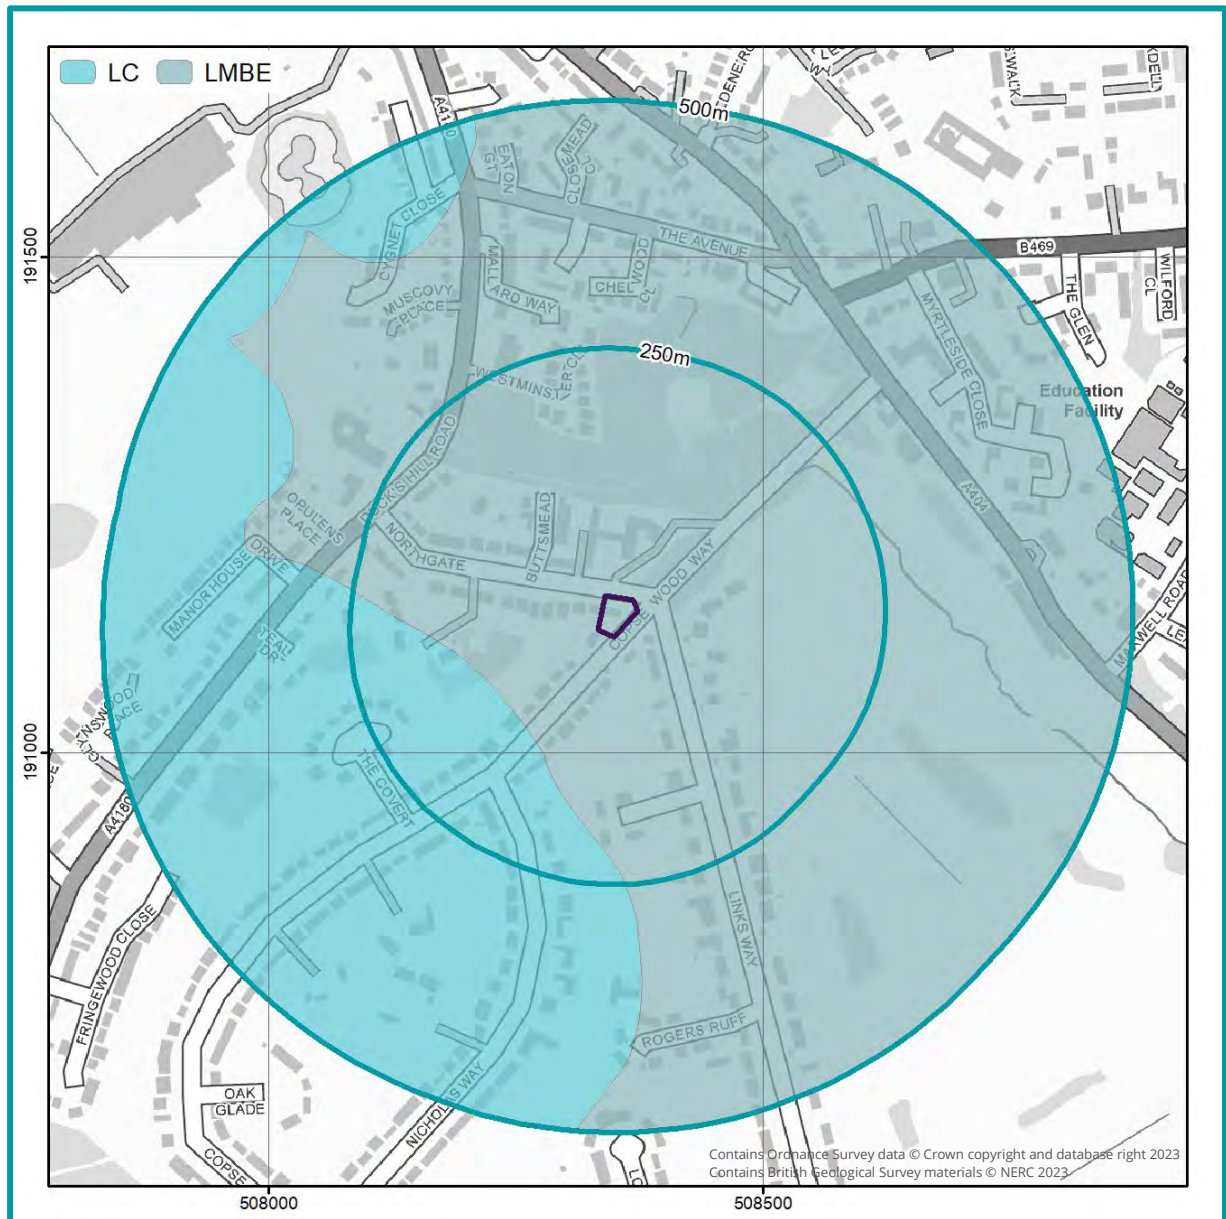 LC LMBE
500m
250m
191500
191000
508000
508500
EATON
GT
CLOSEMEAD
CL
CYGNET CLOSE
THE AVENUE
B469
MALLARD WAY
CHELWOOD
CL
MUSCOVY
PLACE
WESTMINSTER CL
MYRTLESIDE CLOSE
THE GLEN
WILFORD
CL
Education
Facility
DUCK'S HILL ROAD
OPULENS
PLACE
NORTHGATE
BUTTSMEAD
COPSE WOOD WAY
A404
MANOR HOUSE
DRIVE
TEAL
DR
MAXWELL ROAD
THE COVERT
A4180
LINKS WAY
FRINGEWOOD CLOSE
ROGERS RUFF
OAK
GLADE
NICHOLAS WAY
COPSE
Contains Ordnance Survey data © Crown copyright and database right 2023
Contains British Geological Survey materials © NERC 2023